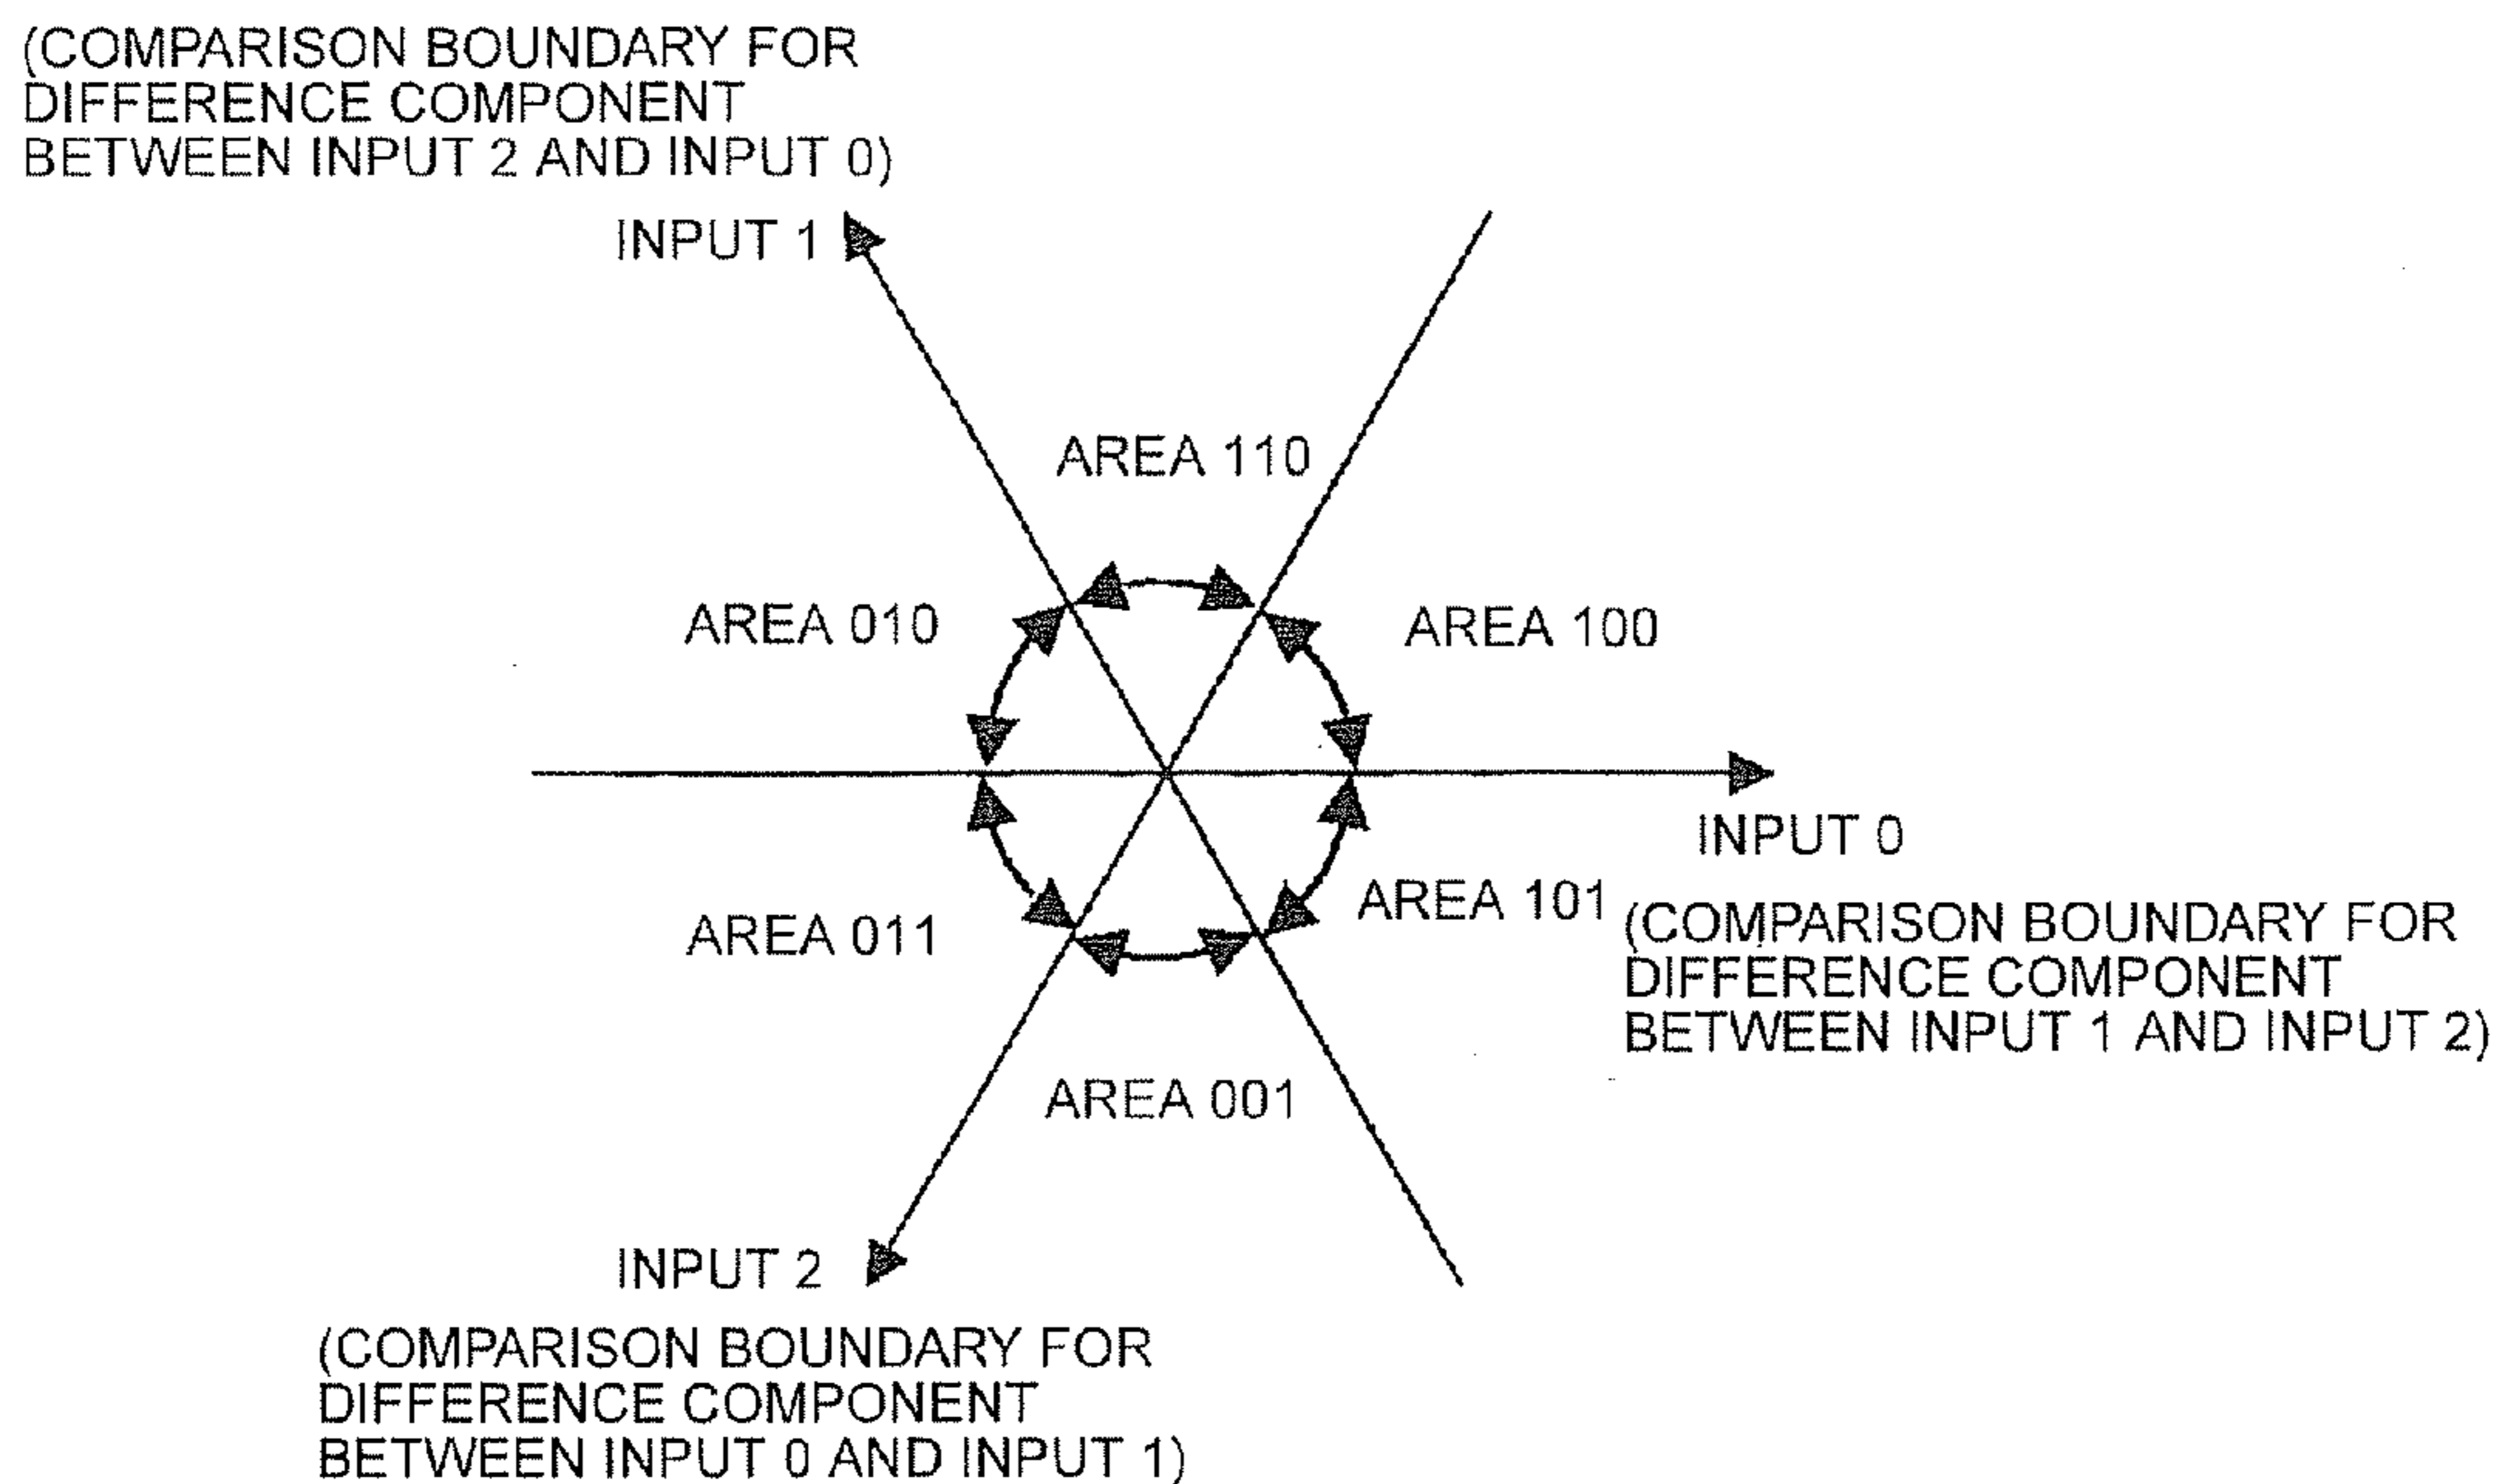 (COMPARISON BOUNDARY FOR
DIFFERENCE COMPONENT
BETWEEN INPUT 2 AND INPUT 0)
INPUT 1
AREA 110
AREA 010
AREA 100
INPUT 0
AREA 101
AREA 011
(COMPARISON BOUNDARY FOR
DIFFERENCE COMPONENT
BETWEEN INPUT 1 AND INPUT 2)
AREA 001
INPUT 2
(COMPARISON BOUNDARY FOR
DIFFERENCE COMPONENT
BETWEEN INPUT 0 AND INPUT 1)